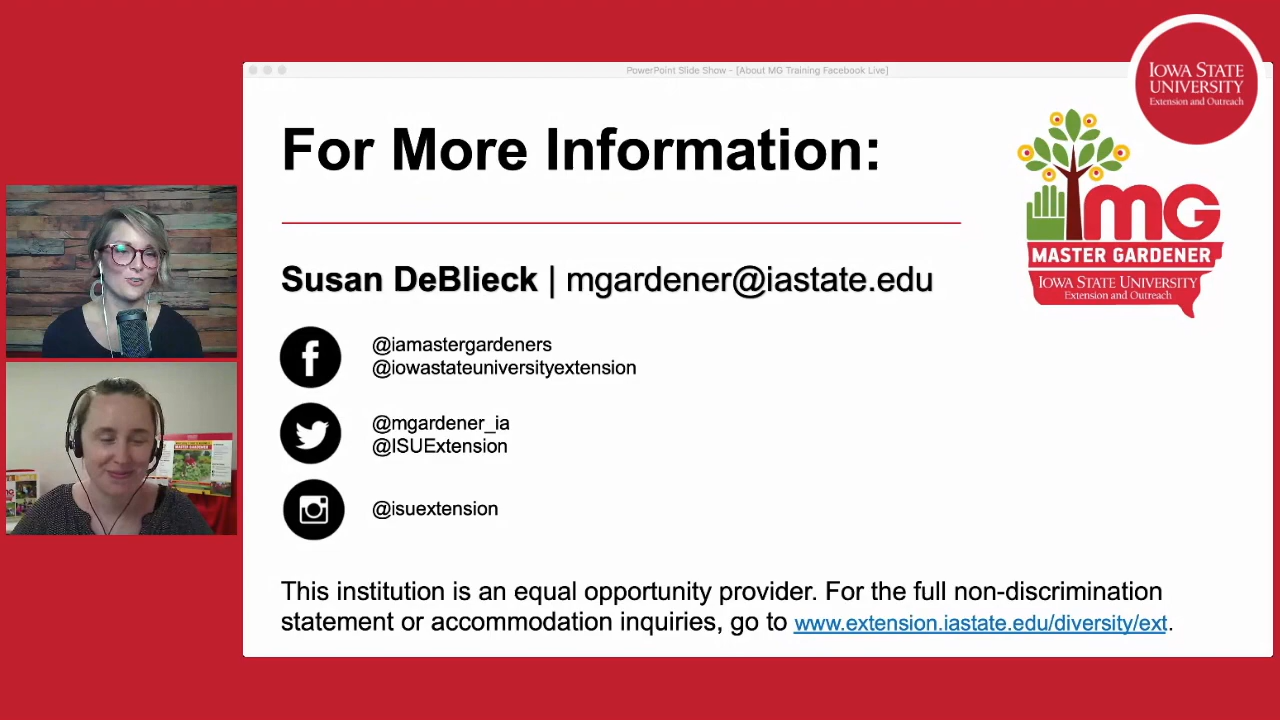 PowerPoint Slide Show - [About MG Training Facebook Live]
IOWA STATE
UNIVERSITY
Extension and Outreach
For More Information:
MG
MASTER GARDENER
IOWA STATE UNIVERSITY
Extension and Outreach
Susan DeBlieck | mgardener@iastate.edu
@iamastergardeners
@iowastateuniversityextension
@mgardener_ia
@ISUExtension
@isuextension
MASTER GARDENER
This institution is an equal opportunity provider. For the full non-discrimination
statement or accommodation inquiries, go to www.extension.iastate.edu/diversity/ext.